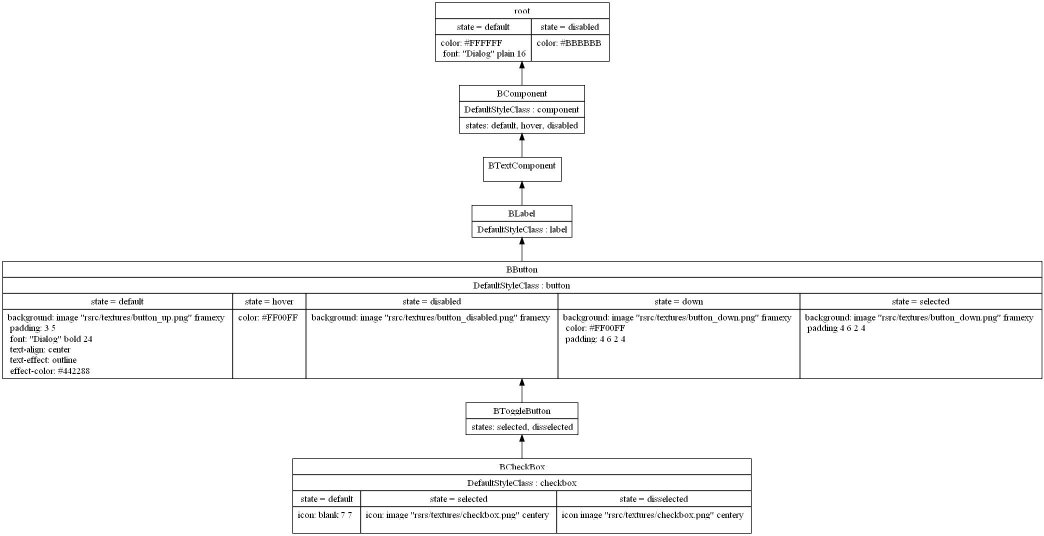 root
state = default
state = disabled
color: #FFFFFF
font: "Dialog" plain 16
color: #BBBBBB
BComponent
DefaultStyleClass : component
states: default, hover, disabled
BTextComponent
BLabel
DefaultStyleClass : label
BButton
DefaultStyleClass : button
state = default
state = hover
state = disabled
state = down
state = selected
background: image "rsrc/textures/button_up.png" framexy
padding: 3 5
font: "Dialog" bold 24
text-align: center
text-effect: outline
effect-color: #442288
color: #FF00FF
background: image "rsrc/textures/button_disabled.png" framexy
background: image "rsrc/textures/button_down.png" framexy
color: #FF00FF
padding: 4 6 2 4
background: image "rsrc/textures/button_down.png" framexy
padding 4 6 2 4
BToggleButton
states: selected, disselected
BCheckBox
DefaultStyleClass : checkbox
state = default
state = selected
state = disselected
icon: blank 7 7
icon: image "rsrs/textures/checkbox.png" centery
icon image "rsrc/textures/checkbox.png" centery